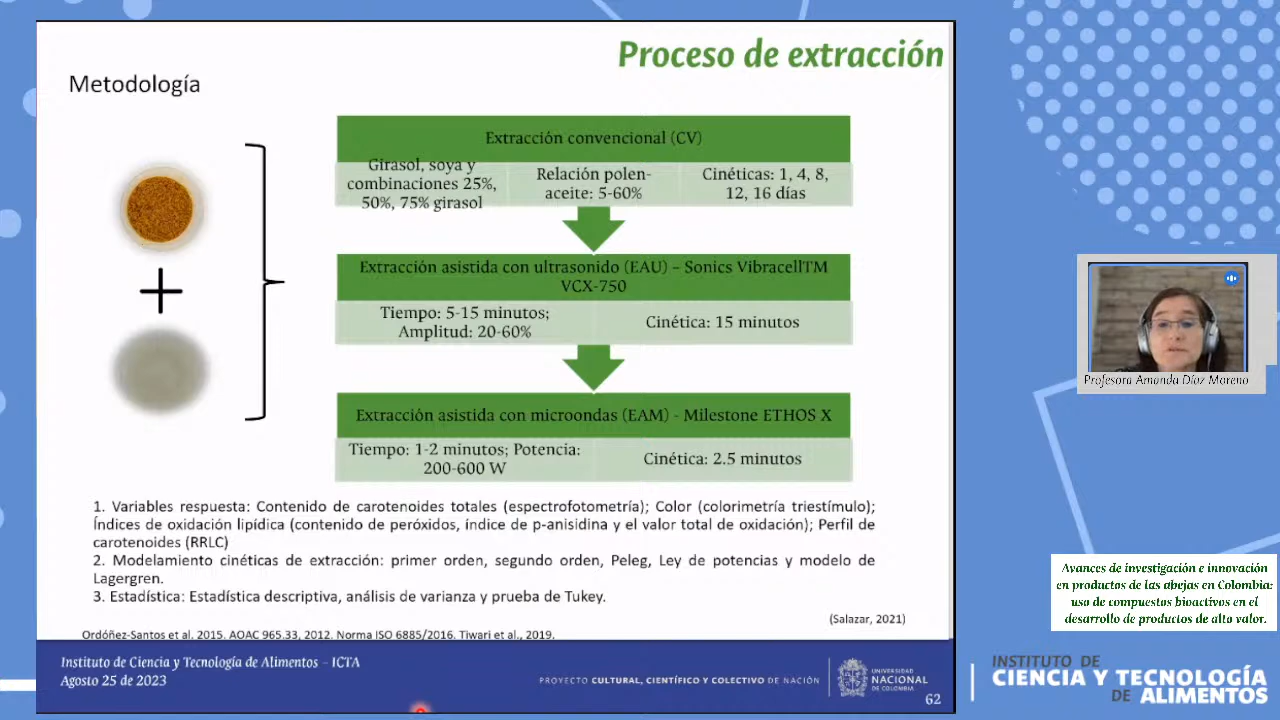 Proceso de extracción
Metodología
Extracción convencional (CV)
Girasol, soya y
combinaciones 25%,
50%, 75% girasol
Relación polen-
aceite: 5-60%
Cinéticas: 1, 4, 8,
12, 16 días
Extracción asistida con ultrasonido (EAU) – Sonics VibracellTM
VCX-750
Tiempo: 5-15 minutos;
Amplitud: 20-60%
Cinética: 15 minutos
Extracción asistida con microondas (EAM) - Milestone ETHOS X
Tiempo: 1-2 minutos; Potencia:
200-600 W
Cinética: 2.5 minutos
1. Variables respuesta: Contenido de carotenoides totales (espectrofotometría); Color (colorimetría triestímulo);
Índices de oxidación lipídica (contenido de peróxidos, índice de p-anisidina y el valor total de oxidación); Perfil de
carotenoides (RRLC)
2. Modelamiento cinéticas de extracción: primer orden, segundo orden, Peleg, Ley de potencias y modelo de
Lagergren.
3. Estadística: Estadística descriptiva, análisis de varianza y prueba de Tukey.
(Salazar, 2021)
Ordóñez-Santos et al. 2015. AOAC 965.33, 2012. Norma ISO 6885/2016. Tiwari et al., 2019.
Instituto de Ciencia y Tecnología de Alimentos – ICTA
Agosto 25 de 2023
PROYECTO CULTURAL, CIENTÍFICO Y COLECTIVO DE NACIÓN
UNIVERSIDAD
NACIONAL
DE COLOMBIA
62
Profesora Amanda Díaz Moreno
Avances de investigación e innovación
en productos de las abejas en Colombia:
uso de compuestos bioactivos en el
desarrollo de productos de alto valor.
INSTITUTO DE
CIENCIA Y TECNOLOGÍA
DE ALIMENTOS